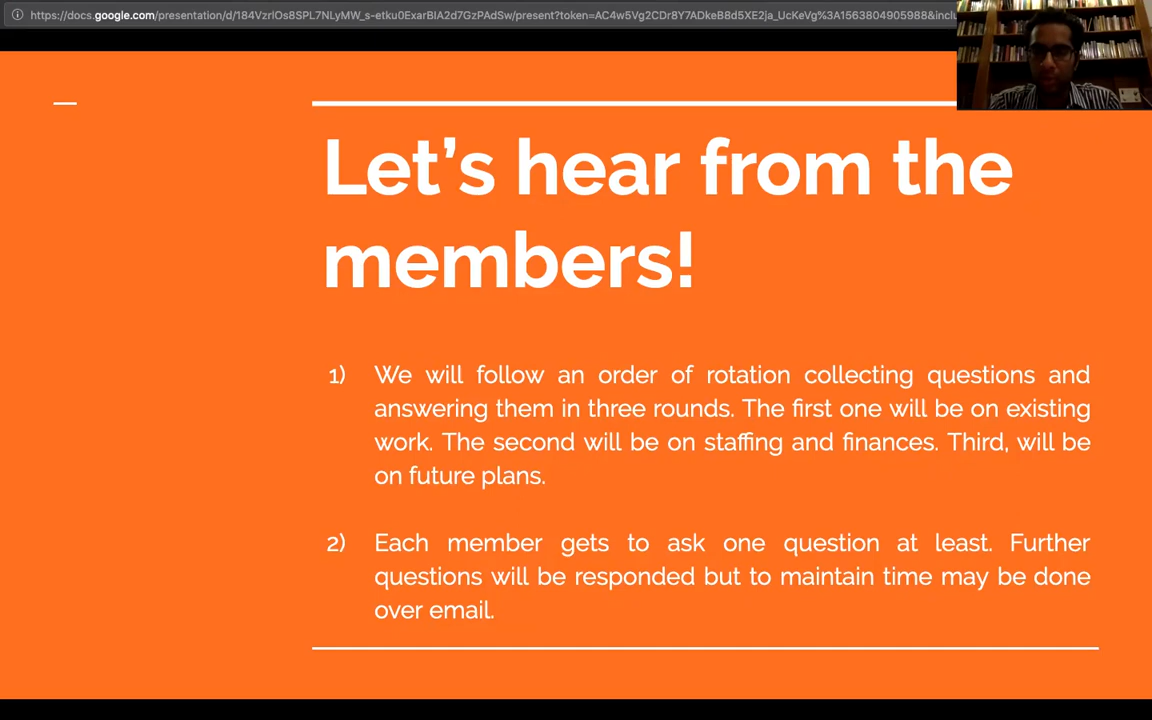 https://docs.google.com/presentation/d/184VzrlOs8SPL7NLyMW_s-etku0ExarBIA2d7GzPAdSw/present?token=AC4w5Vg2CDr8Y7ADkeB8d5XE2ja_UcKeVg%3A1563804905988&inclu
Let’s hear from the
members!
1) We will follow an order of rotation collecting questions and
answering them in three rounds. The first one will be on existing
work. The second will be on staffing and finances. Third, will be
on future plans.
2) Each member gets to ask one question at least. Further
questions will be responded but to maintain time may be done
over email.